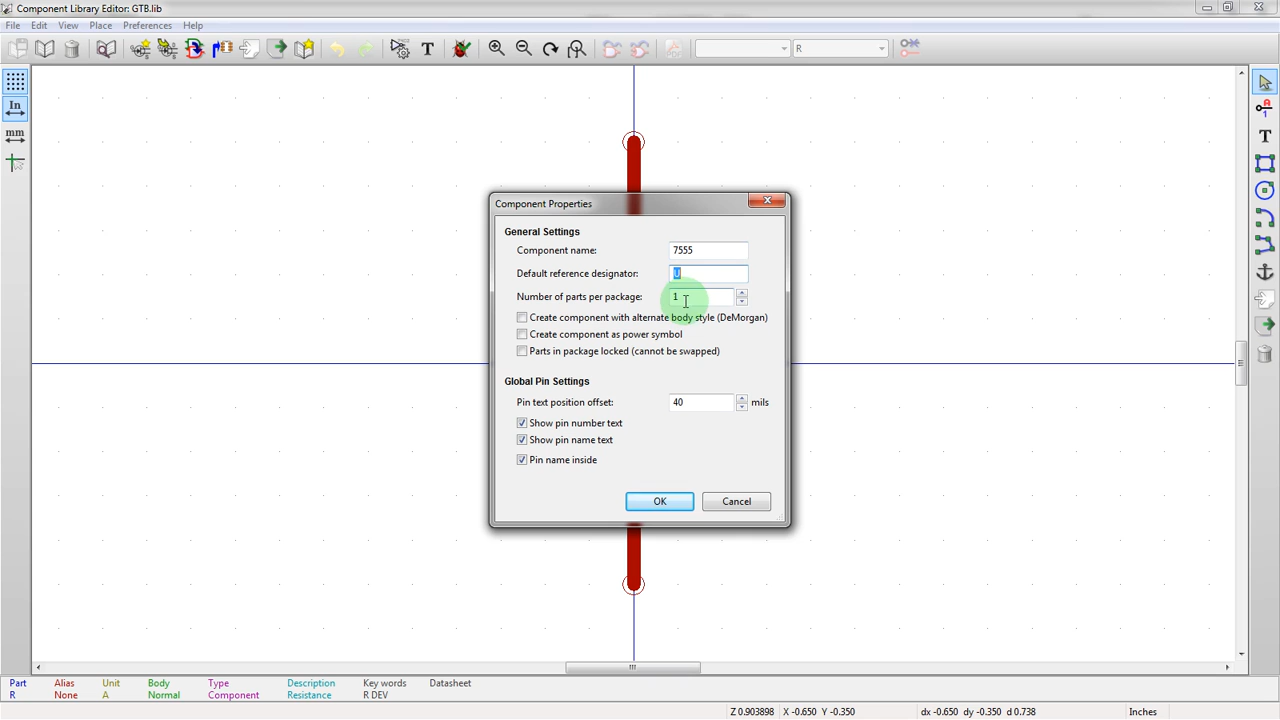 Component Library Editor: GTB.lib
File Edit View Place Preferences Help
T
R
In
mm
A
1
T
Component Properties
General Settings
Component name: 7555
Default reference designator: U
Number of parts per package: 1
Create component with alternate body style (DeMorgan)
Create component as power symbol
Parts in package locked (cannot be swapped)
Global Pin Settings
Pin text position offset: 40 mils
Show pin number text
Show pin name text
Pin name inside
OK Cancel
Part Alias Unit Body Type Description Key words Datasheet
R None A Normal Component Resistance R DEV
Z 0.903898 X -0.650 Y -0.350 dx -0.650 dy -0.350 d 0.738 Inches